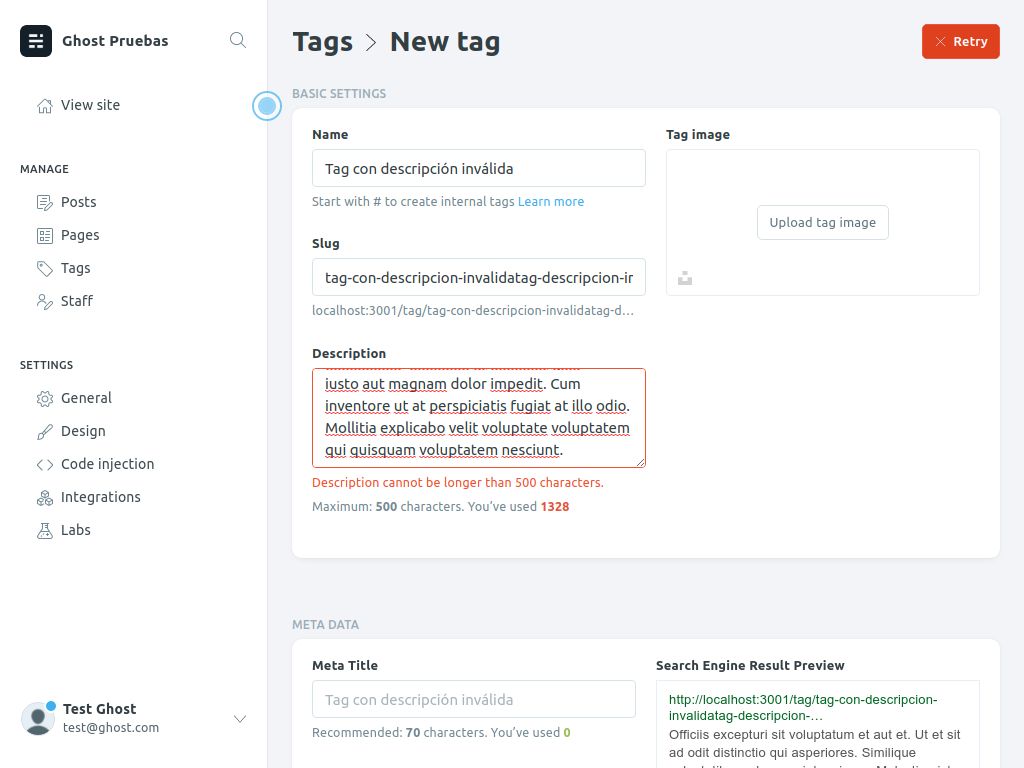 Ghost Pruebas
View site
MANAGE
Posts
Pages
Tags
Staff
SETTINGS
General
Design
Code injection
Integrations
Labs
Test Ghost
test@ghost.com
Tags > New tag
Retry
BASIC SETTINGS
Name
Tag con descripción inválida
Start with # to create internal tags Learn more
Slug
tag-con-descripcion-invalidatag-descripcion-ir
localhost:3001/tag/tag-con-descripcion-invalidatag-d…
Description
iusto aut magnam dolor impedit. Cum
inventore ut at perspiciatis fugiat at illo odio.
Mollitia explicabo velit voluptate voluptatem
qui quisquam voluptatem nesciunt.
Description cannot be longer than 500 characters.
Maximum: 500 characters. You’ve used 1328
Tag image
Upload tag image
META DATA
Meta Title
Tag con descripción inválida
Recommended: 70 characters. You’ve used 0
Search Engine Result Preview
http://localhost:3001/tag/tag-con-descripcion-
invalidatag-descripcion-…
Officiis excepturi sit voluptatum et aut et. Ut et sit
ad odit distinctio qui asperiores. Similique